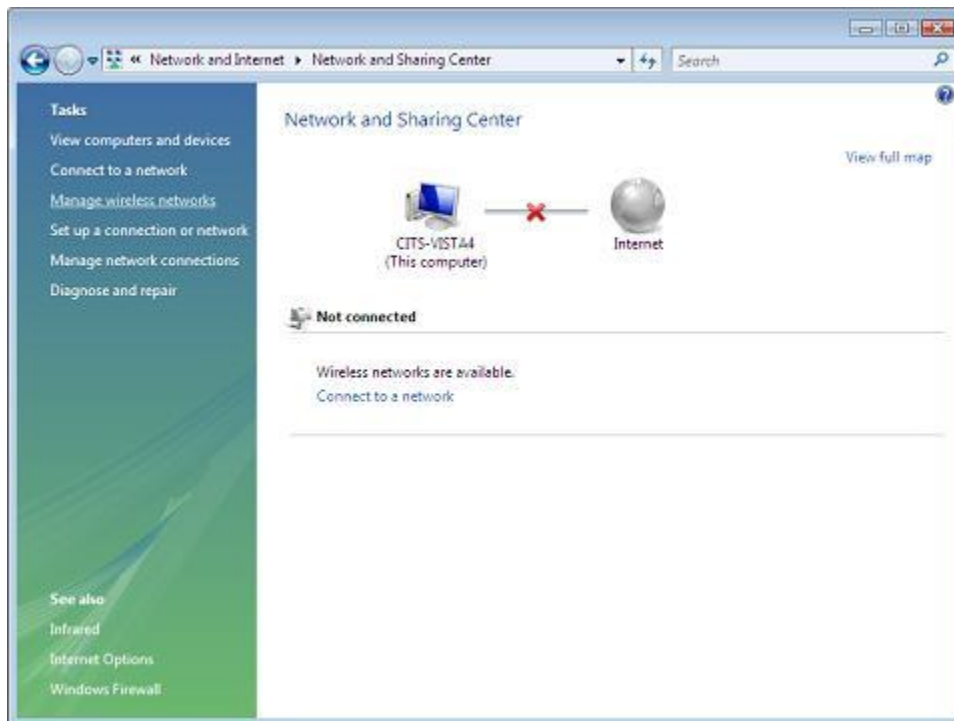 « Network and Internet ▸ Network and Sharing Center
Search
Tasks
View computers and devices
Connect to a network
Manage wireless networks
Set up a connection or network
Manage network connections
Diagnose and repair
See also
Infrared
Internet Options
Windows Firewall
Network and Sharing Center
View full map
CITS-VISTA4
(This computer)
Internet
Not connected
Wireless networks are available.
Connect to a network